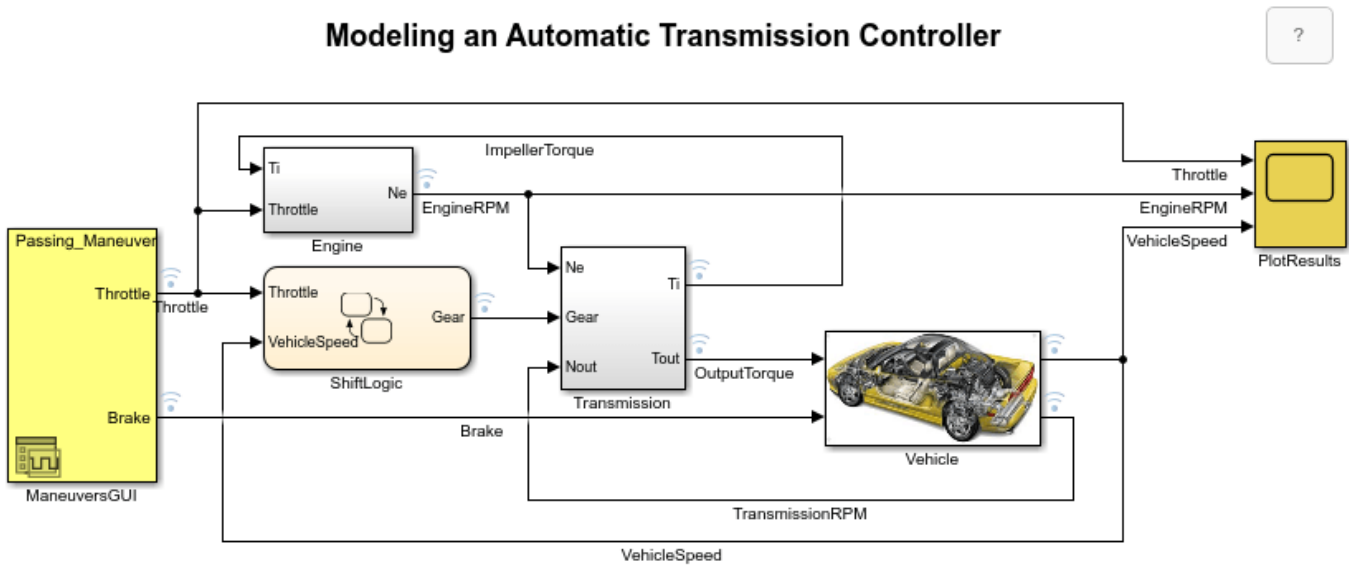 Modeling an Automatic Transmission Controller
?
ImpellerTorque
Ti
Throttle
Ne
EngineRPM
Engine
Throttle
EngineRPM
VehicleSpeed
PlotResults
Passing_Maneuver
Throttle
Brake
ManeuversGUI
Throttle
Throttle
VehicleSpeed
Gear
ShiftLogic
Ne
Gear
Nout
Ti
Tout
Transmission
OutputTorque
Brake
Vehicle
TransmissionRPM
VehicleSpeed